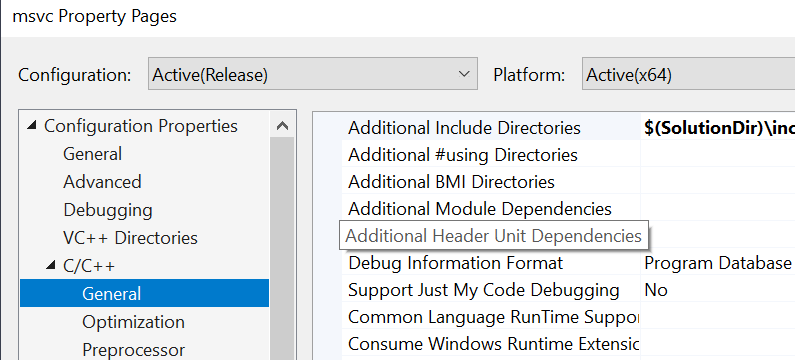 msvc Property Pages
Configuration: Active(Release) Platform: Active(x64)
Configuration Properties
General
Advanced
Debugging
VC++ Directories
C/C++
General
Optimization
Preprocessor
Additional Include Directories $(SolutionDir)\inc
Additional #using Directories
Additional BMI Directories
Additional Module Dependencies
Additional Header Unit Dependencies
Debug Information Format Program Database
Support Just My Code Debugging No
Common Language RunTime Suppor
Consume Windows Runtime Extensic